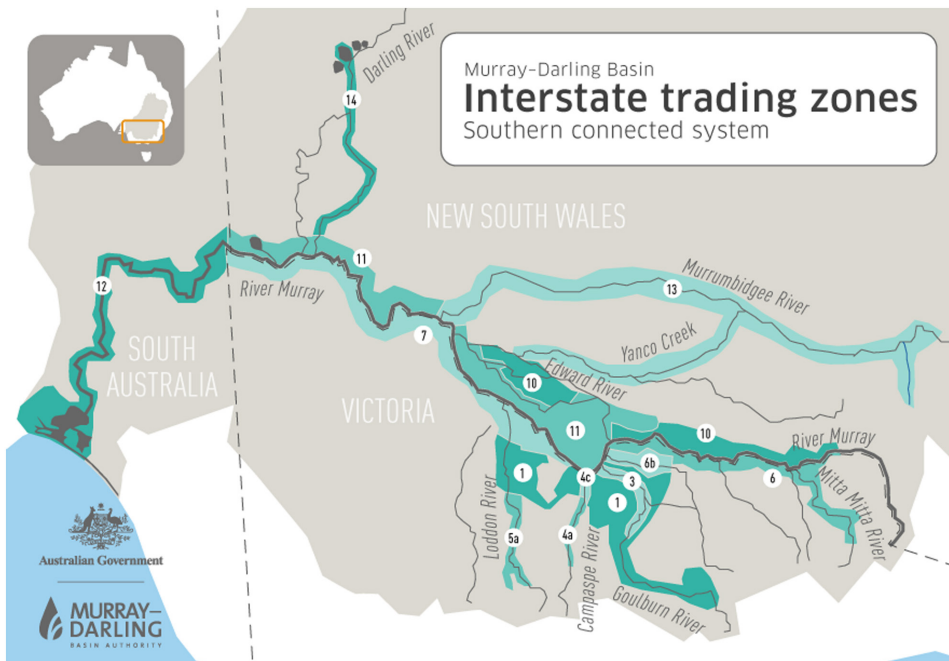 Murray–Darling Basin
Interstate trading zones
Southern connected system
Darling River
14
NEW SOUTH WALES
11
12
River Murray
13
Murrumbidgee River
7
Yanco Creek
SOUTH
AUSTRALIA
VICTORIA
10
Edward River
11
10
River Murray
1
4c
6b
3
6
1
Mitta Mitta River
Loddon River
5a
4a
Campaspe River
Goulburn River
Australian Government
MURRAY–
DARLING
BASIN AUTHORITY